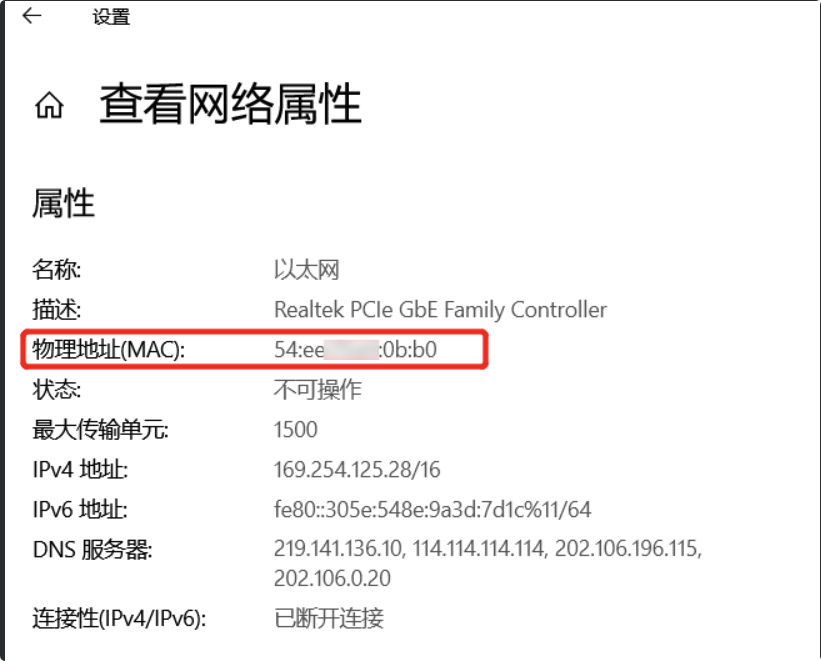 设置
查看网络属性
属性
名称: 以太网
描述: Realtek PCIe GbE Family Controller
物理地址(MAC): 54:ee :0b:b0
状态: 不可操作
最大传输单元: 1500
IPv4 地址: 169.254.125.28/16
IPv6 地址: fe80::305e:548e:9a3d:7d1c%11/64
DNS 服务器: 219.141.136.10, 114.114.114.114, 202.106.196.115,
202.106.0.20
连接性(IPv4/IPv6): 已断开连接